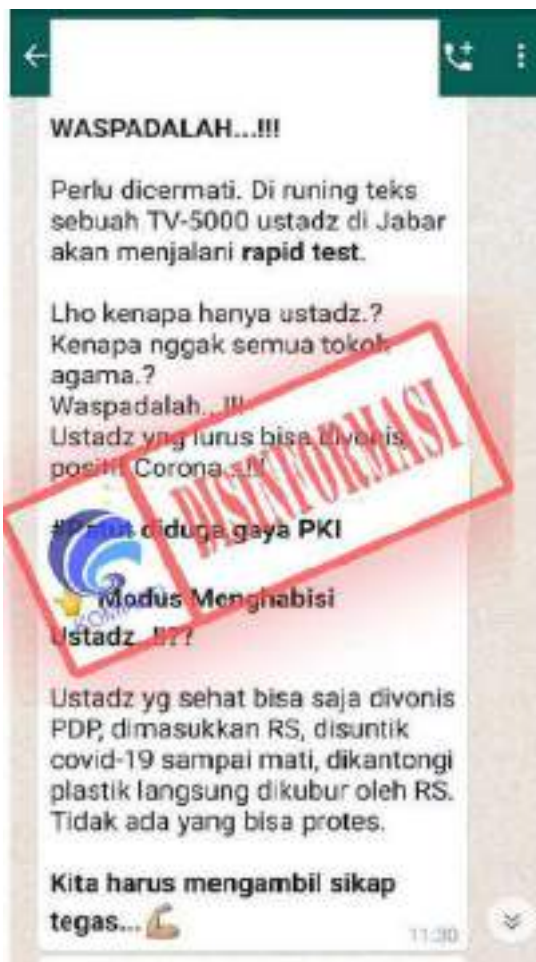 WASPADALAH...!!!
Perlu dicermati. Di runing teks
sebuah TV-5000 ustadz di Jabar
akan menjalani rapid test.
Lho kenapa hanya ustadz.?
Kenapa nggak semua tokoh
agama.?
Waspadalah...!!!
Ustadz yng lurus bisa divonis
positif Corona..s!!!
DISINFORMASI
#Patut diduga gaya PKI
Modus Menghabisi
KOMINFO
Ustadz..!!??
Ustadz yg sehat bisa saja divonis
PDP, dimasukkan RS, disuntik
covid-19 sampai mati, dikantongi
plastik langsung dikubur oleh RS.
Tidak ada yang bisa protes.
Kita harus mengambil sikap
tegas...
11:30